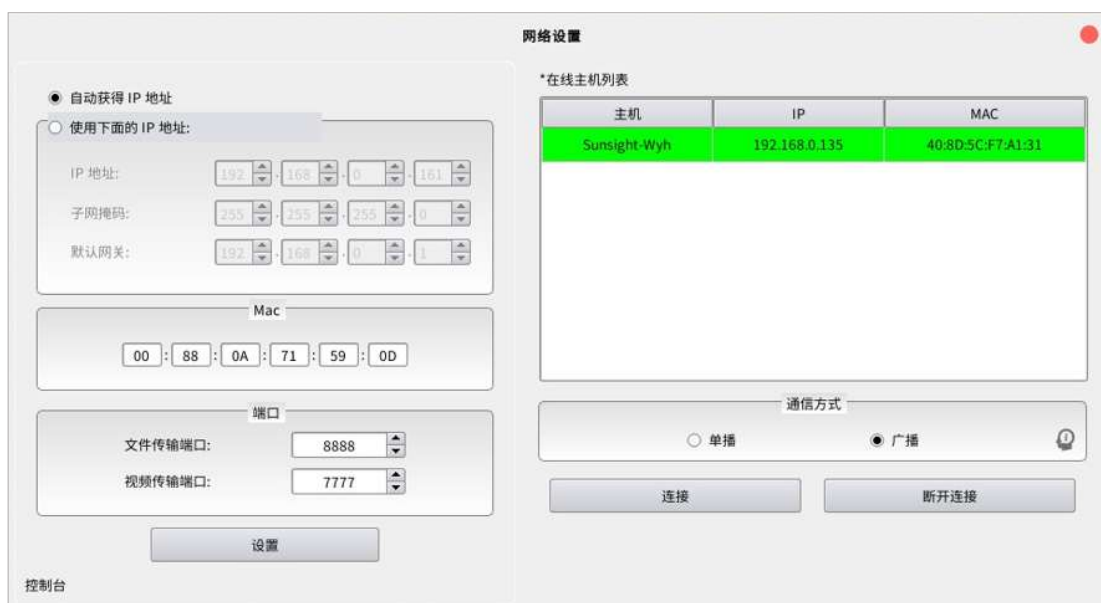 网络设置
自动获得 IP 地址
使用下面的 IP 地址:
IP 地址: 192 . 168 . 0 . 161
子网掩码: 255 . 255 . 255 . 0
默认网关: 192 . 168 . 0 . 1
Mac
00 : 88 : 0A : 71 : 59 : 0D
端口
文件传输端口: 8888
视频传输端口: 7777
设置
控制台
*在线主机列表
主机 IP MAC
Sunsight-Wyh 192.168.0.135 40:8D:5C:F7:A1:31
通信方式
单播 广播
连接 断开连接